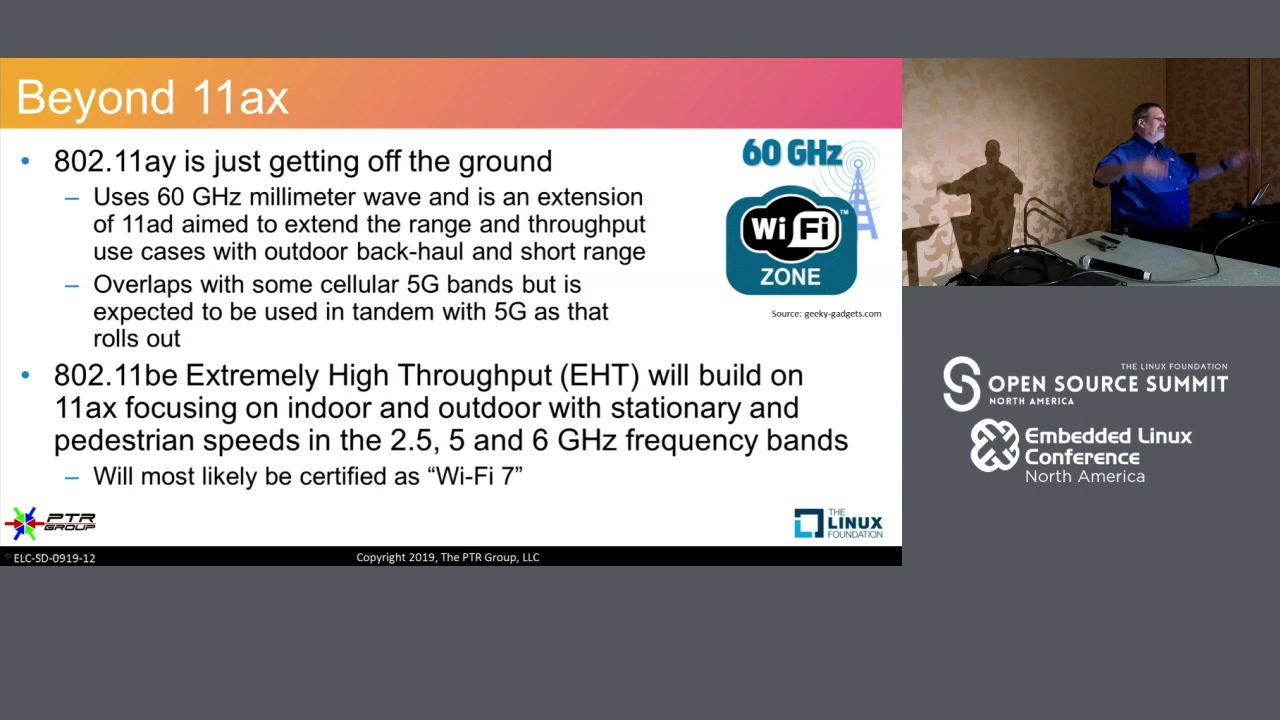 Beyond 11ax
• 802.11ay is just getting off the ground
– Uses 60 GHz millimeter wave and is an extension
of 11ad aimed to extend the range and throughput
use cases with outdoor back-haul and short range
– Overlaps with some cellular 5G bands but is
expected to be used in tandem with 5G as that
rolls out
• 802.11be Extremely High Throughput (EHT) will build on
11ax focusing on indoor and outdoor with stationary and
pedestrian speeds in the 2.5, 5 and 6 GHz frequency bands
– Will most likely be certified as “Wi-Fi 7”
60 GHz
Wi Fi™
ZONE
Source: geeky-gadgets.com
PTR
GROUP
THE
LINUX
FOUNDATION
ELC-SD-0919-12
Copyright 2019, The PTR Group, LLC
THE LINUX FOUNDATION
OPEN SOURCE SUMMIT
NORTH AMERICA
Embedded Linux
Conference
North America